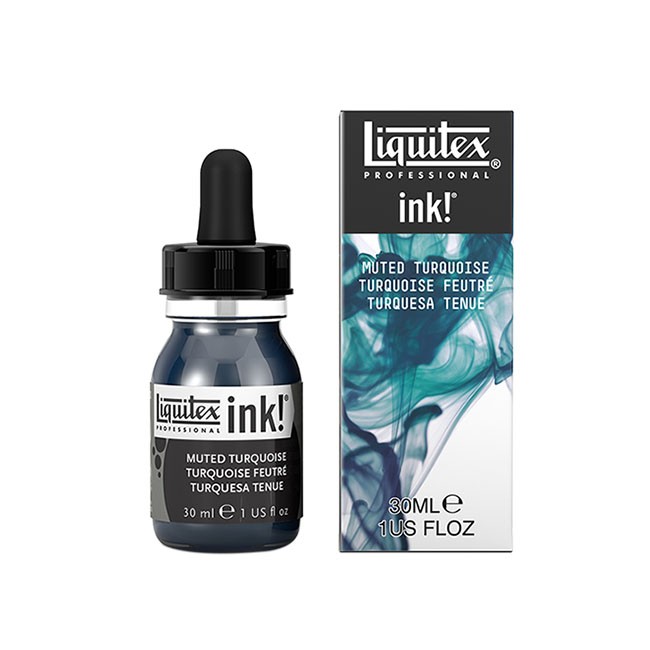 Liquitex®
PROFESSIONAL
ink!®
MUTED TURQUOISE
TURQUOISE FEUTRÉ
TURQUESA TENUE
30 ml ℮ 1 US fl oz
Liquitex®
PROFESSIONAL
ink!®
MUTED TURQUOISE
TURQUOISE FEUTRÉ
TURQUESA TENUE
30ML℮
1US FLOZ